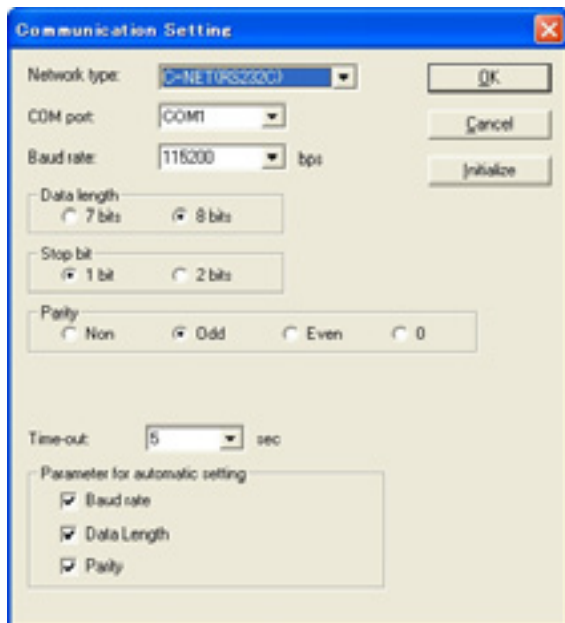 Communication Setting
Network type: C-NET(RS232C) OK
COM port: COM1 Cancel
Baud rate: 115200 bps Initialize
Data length
7 bits 8 bits
Stop bit
1 bit 2 bits
Parity
Non Odd Even 0
Time-out: 5 sec
Parameter for automatic setting
Baud rate
Data Length
Parity